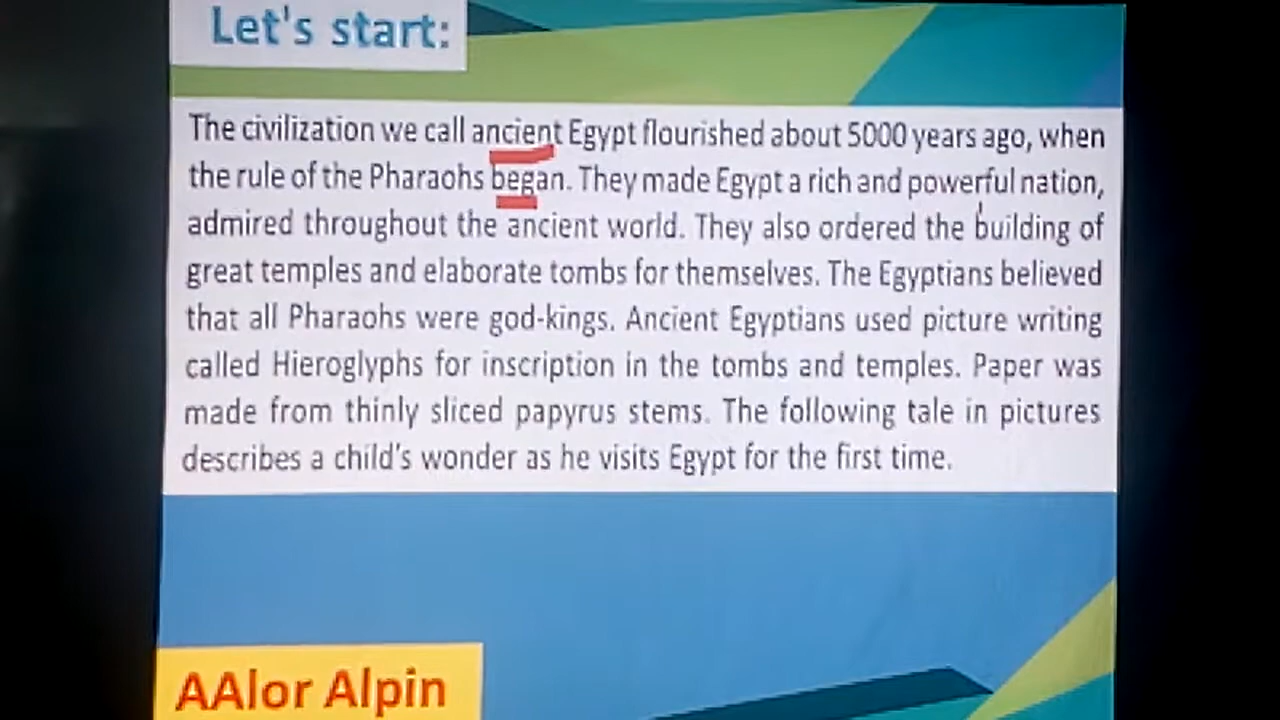 Let's start:
The civilization we call ancient Egypt flourished about 5000 years ago, when
the rule of the Pharaohs began. They made Egypt a rich and powerful nation,
admired throughout the ancient world. They also ordered the building of
great temples and elaborate tombs for themselves. The Egyptians believed
that all Pharaohs were god-kings. Ancient Egyptians used picture writing
called Hieroglyphs for inscription in the tombs and temples. Paper was
made from thinly sliced papyrus stems. The following tale in pictures
describes a child's wonder as he visits Egypt for the first time.
AAlor Alpin